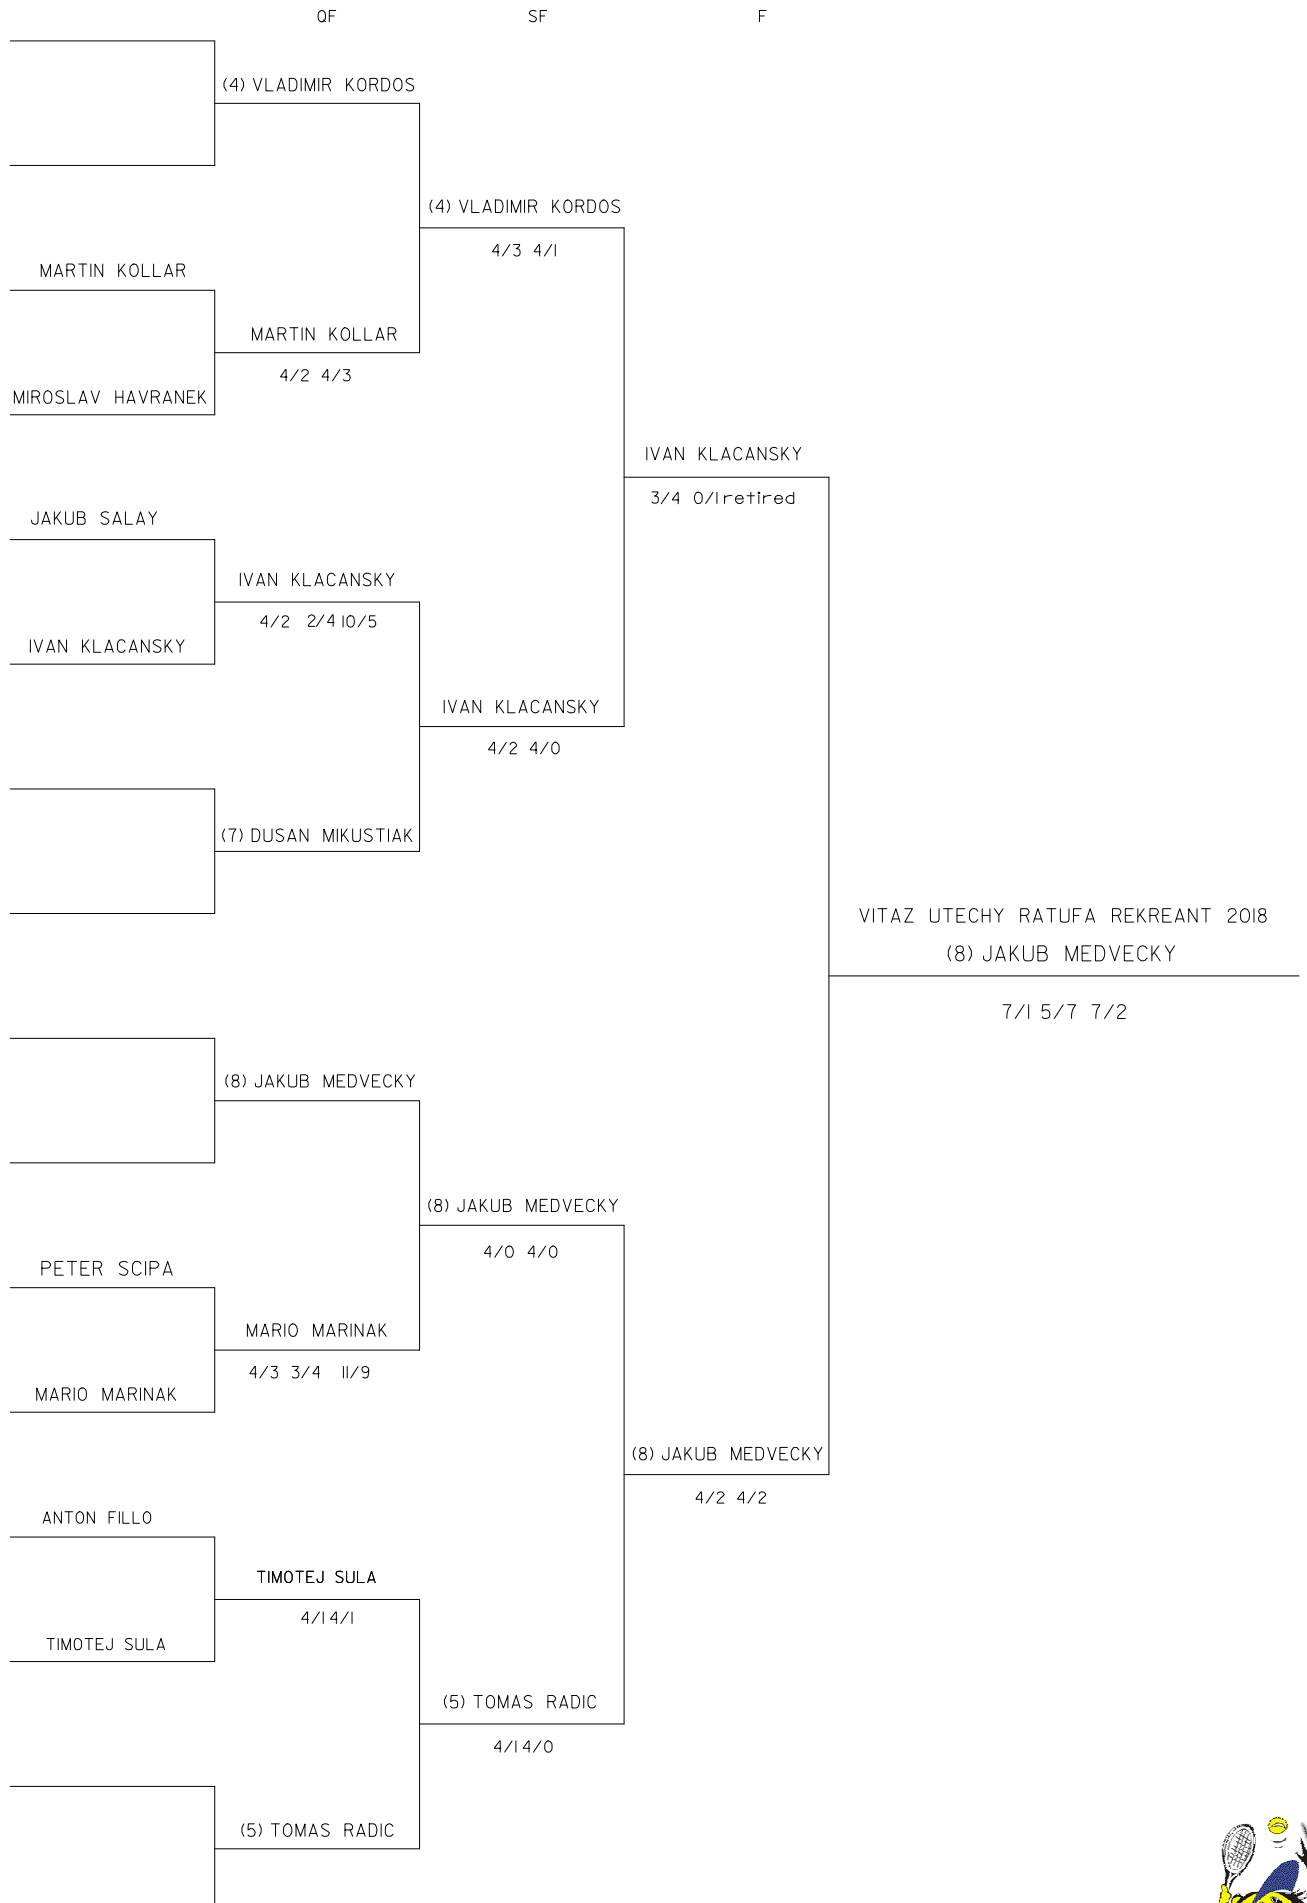 QF SF F
(4) VLADIMIR KORDOS
(4) VLADIMIR KORDOS
4/3 4/1
MARTIN KOLLAR
MARTIN KOLLAR
4/2 4/3
MIROSLAV HAVRANEK
IVAN KLACANSKY
3/4 0/1 retired
JAKUB SALAY
IVAN KLACANSKY
4/2 2/4 10/5
IVAN KLACANSKY
IVAN KLACANSKY
4/2 4/0
(7) DUSAN MIKUSTIAK
VITAZ UTECHY RATUFA REKREANT 2018
(8) JAKUB MEDVECKY
7/1 5/7 7/2
(8) JAKUB MEDVECKY
(8) JAKUB MEDVECKY
4/0 4/0
PETER SCIPA
MARIO MARINAK
4/3 3/4 11/9
MARIO MARINAK
(8) JAKUB MEDVECKY
4/2 4/2
ANTON FILLO
TIMOTEJ SULA
4/1 4/1
TIMOTEJ SULA
(5) TOMAS RADIC
4/1 4/0
(5) TOMAS RADIC